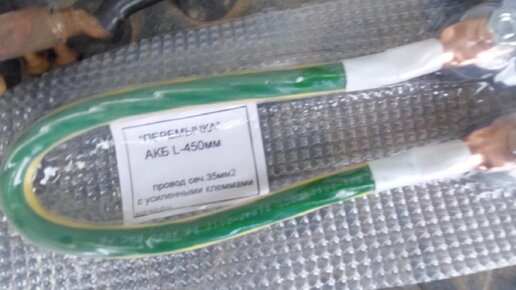 "ПЕРЕМЫЧКА"
АКБ L-450мм
провод сеч.35мм2
с усиленными клеммами